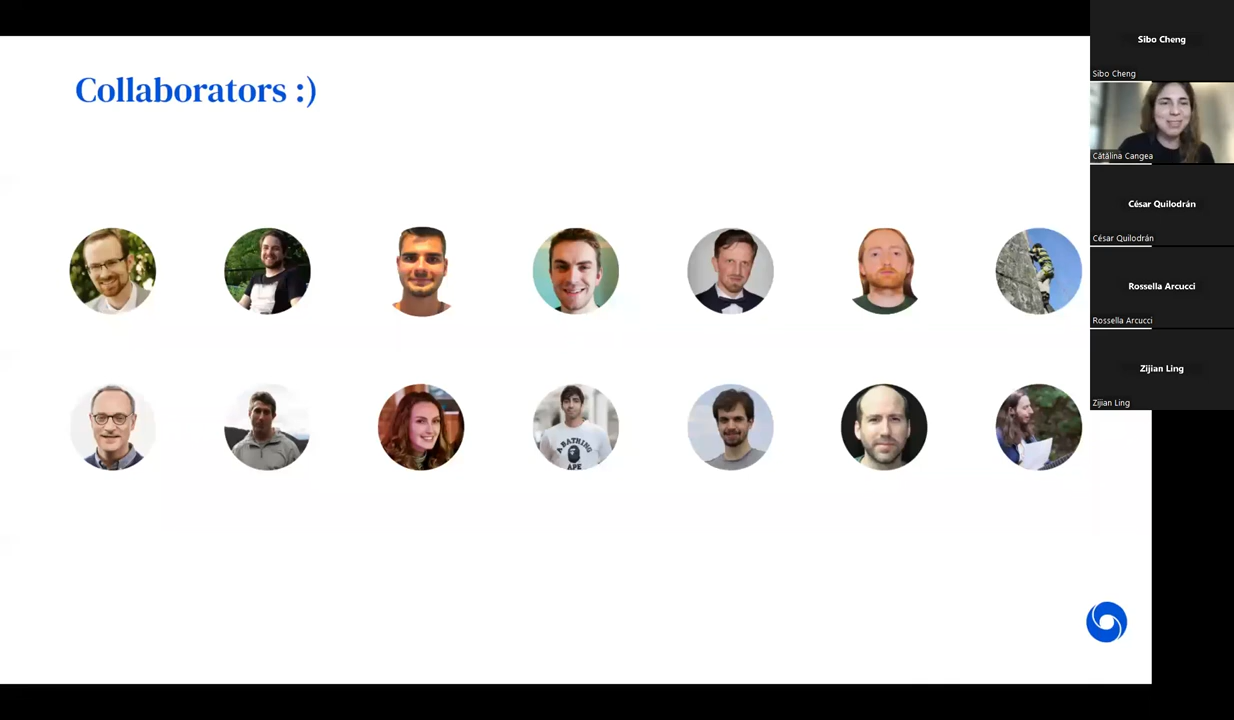 Collaborators :)
Sibo Cheng
Sibo Cheng
Cătălina Cangea
César Quilodrán
César Quilodrán
Rossella Arcucci
Rossella Arcucci
Zijian Ling
Zijian Ling
A BATHING
APE